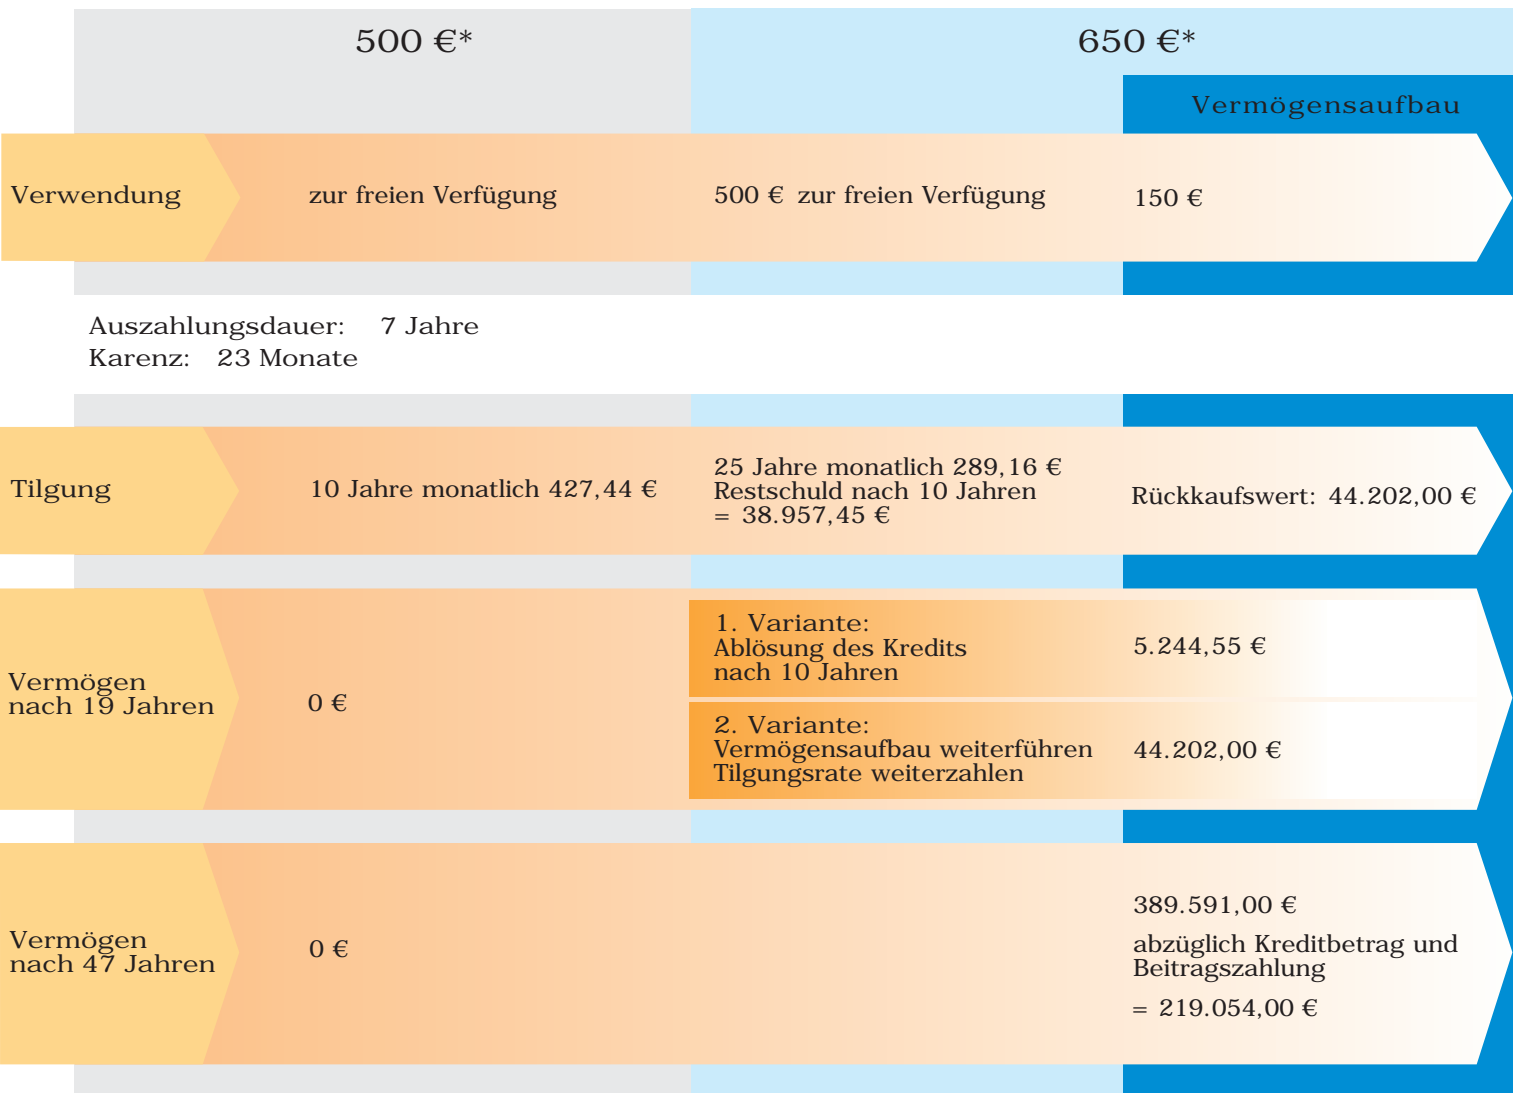 500 €*
650 €*
Vermögensaufbau
Verwendung
zur freien Verfügung
500 € zur freien Verfügung
150 €
Auszahlungsdauer: 7 Jahre
Karenz: 23 Monate
Tilgung
10 Jahre monatlich 427,44 €
25 Jahre monatlich 289,16 €
Restschuld nach 10 Jahren
= 38.957,45 €
Rückkaufswert: 44.202,00 €
Vermögen
nach 19 Jahren
0 €
1. Variante:
Ablösung des Kredits
nach 10 Jahren
5.244,55 €
2. Variante:
Vermögensaufbau weiterführen
Tilgungsrate weiterzahlen
44.202,00 €
Vermögen
nach 47 Jahren
0 €
389.591,00 €
abzüglich Kreditbetrag und
Beitragszahlung
= 219.054,00 €